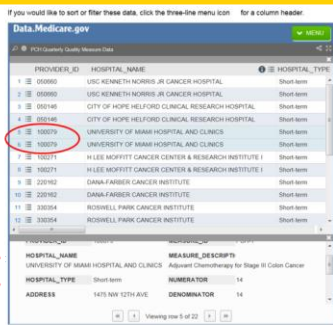 If you would like to sort or filter these data, click the three-line menu icon for a column header.
Data.Medicare.gov
MENU
PCH Quarterly Quality Measure Data
PROVIDER_ID HOSPITAL_NAME HOSPITAL_TYPE
1 050660 USC KENNETH NORRIS JR CANCER HOSPITAL Short-term
2 050660 USC KENNETH NORRIS JR CANCER HOSPITAL Short-term
3 050146 CITY OF HOPE HELFORD CLINICAL RESEARCH HOSPITAL Short-term
4 050146 CITY OF HOPE HELFORD CLINICAL RESEARCH HOSPITAL Short-term
5 100079 UNIVERSITY OF MIAMI HOSPITAL AND CLINICS Short-term
6 100079 UNIVERSITY OF MIAMI HOSPITAL AND CLINICS Short-term
7 100271 H LEE MOFFITT CANCER CENTER & RESEARCH INSTITUTE I Short-term
8 100271 H LEE MOFFITT CANCER CENTER & RESEARCH INSTITUTE I Short-term
9 220162 DANA-FARBER CANCER INSTITUTE Short-term
10 220162 DANA-FARBER CANCER INSTITUTE Short-term
11 330354 ROSWELL PARK CANCER INSTITUTE Short-term
12 330354 ROSWELL PARK CANCER INSTITUTE Short-term
HOSPITAL_NAME MEASURE_DESCRIPTI
UNIVERSITY OF MIAMI HOSPITAL AND CLINICS Adjuvant Chemotherapy for Stage III Colon Cancer
HOSPITAL_TYPE Short-term NUMERATOR 14
ADDRESS 1475 NW 12TH AVE DENOMINATOR 14
Viewing row 5 of 22